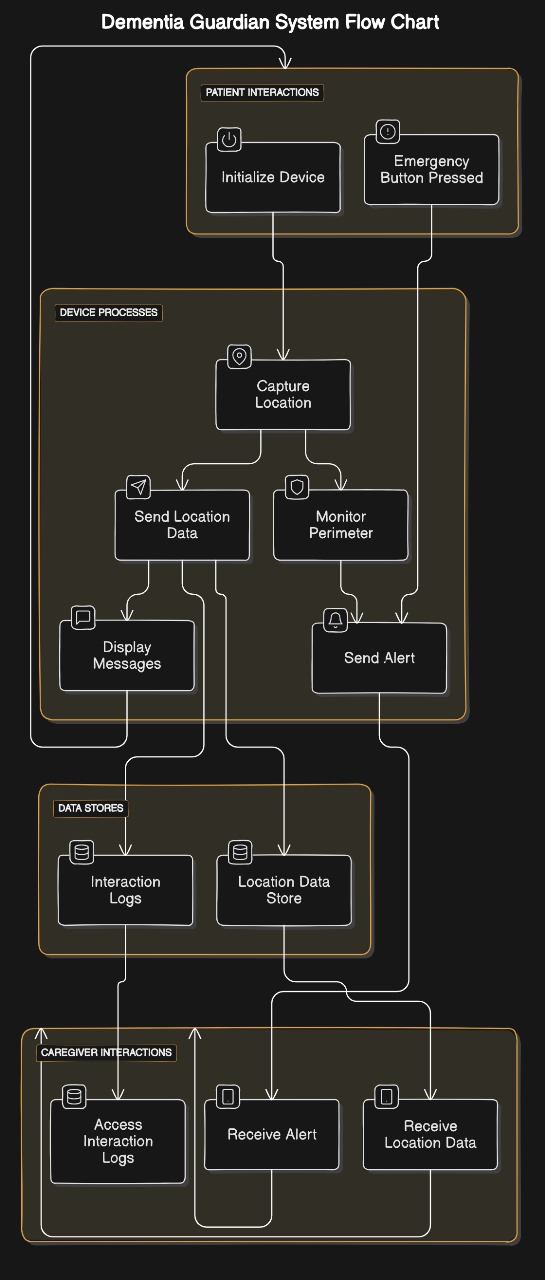 Dementia Guardian System Flow Chart
PATIENT INTERACTIONS
Initialize Device
Emergency
Button Pressed
DEVICE PROCESSES
Capture
Location
Send Location
Data
Monitor
Perimeter
Display
Messages
Send Alert
DATA STORES
Interaction
Logs
Location Data
Store
CAREGIVER INTERACTIONS
Access
Interaction
Logs
Receive Alert
Receive
Location Data